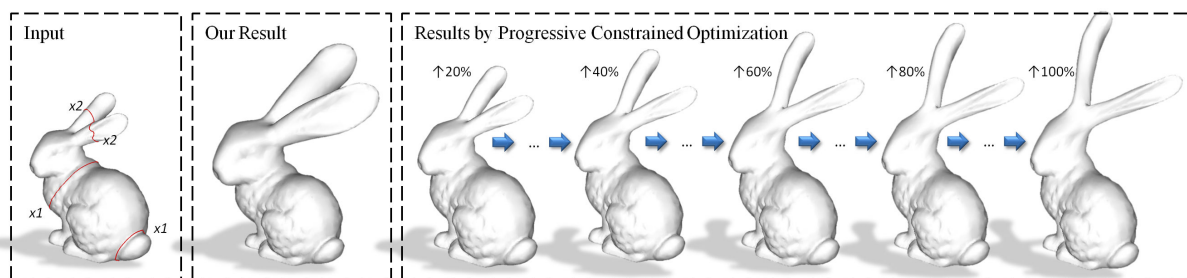 Input
x2
x2
x1
x1
Our Result
Results by Progressive Constrained Optimization
↑20%
...
↑40%
...
↑60%
...
↑80%
...
↑100%